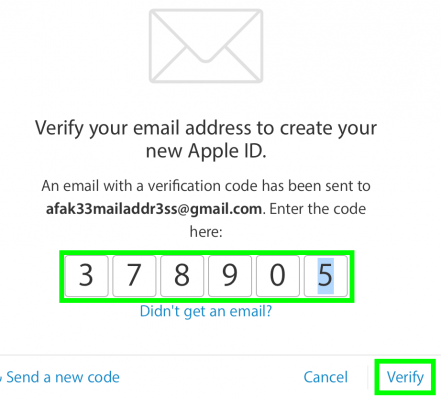 Verify your email address to create your
new Apple ID.
An email with a verification code has been sent to
afak33mailaddr3ss@gmail.com. Enter the code
here:
3 7 8 9 0 5
Didn't get an email?
Send a new code Cancel Verify